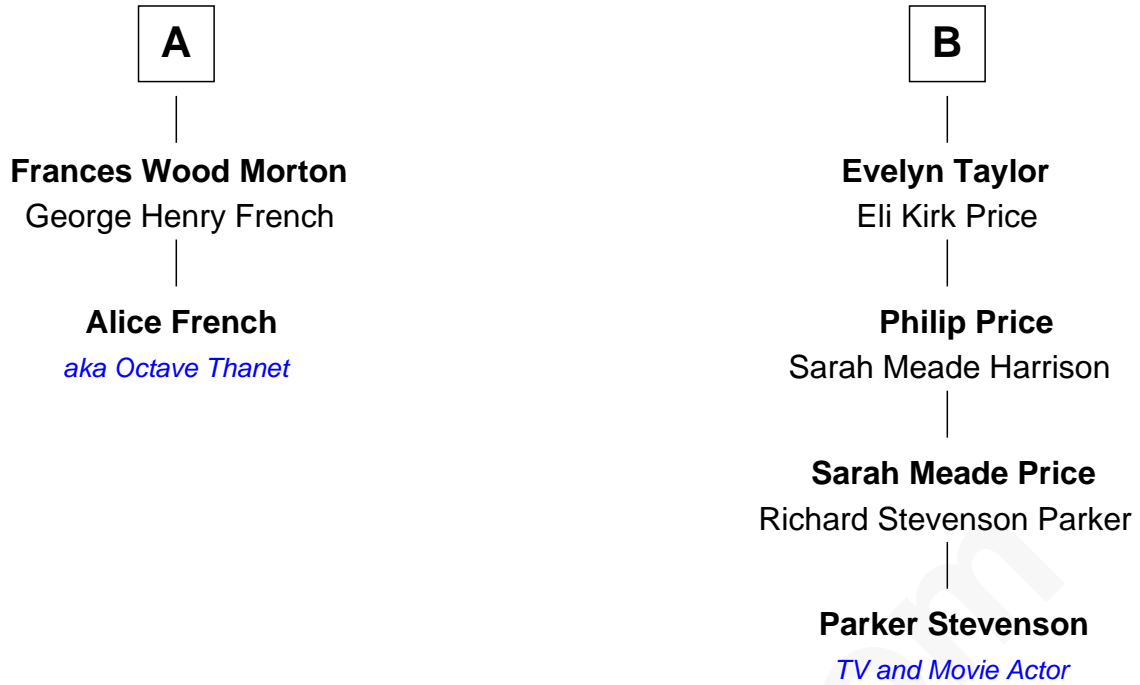 A
Frances Wood Morton
George Henry French
Alice French
aka Octave Thanet
B
Evelyn Taylor
Eli Kirk Price
Philip Price
Sarah Meade Harrison
Sarah Meade Price
Richard Stevenson Parker
Parker Stevenson
TV and Movie Actor